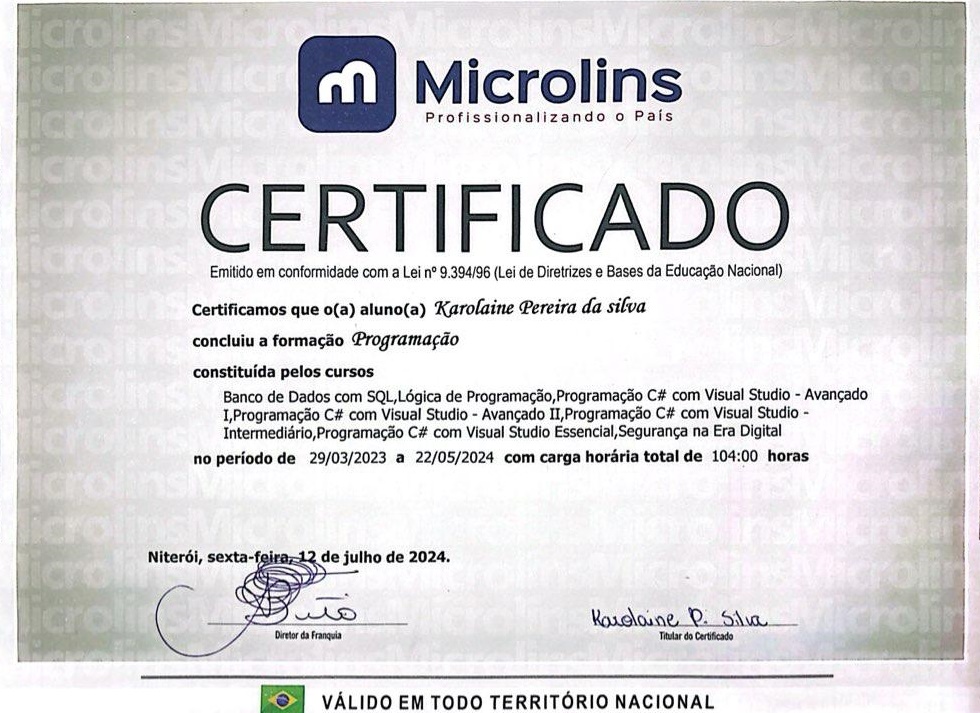 Microlins
Profissionalizando o País
CERTIFICADO
Emitido em conformidade com a Lei nº 9.394/96 (Lei de Diretrizes e Bases da Educação Nacional)
Certificamos que o(a) aluno(a) Karolaine Pereira da silva
concluiu a formação Programação
constituída pelos cursos
Banco de Dados com SQL,Lógica de Programação,Programação C# com Visual Studio - Avançado
I,Programação C# com Visual Studio - Avançado II,Programação C# com Visual Studio -
Intermediário,Programação C# com Visual Studio Essencial,Segurança na Era Digital
no período de 29/03/2023 a 22/05/2024 com carga horária total de 104:00 horas
Niterói, sexta-feira, 12 de julho de 2024.
Karolaine P. Silva
Diretor da Franquia
Titular do Certificado
VÁLIDO EM TODO TERRITÓRIO NACIONAL